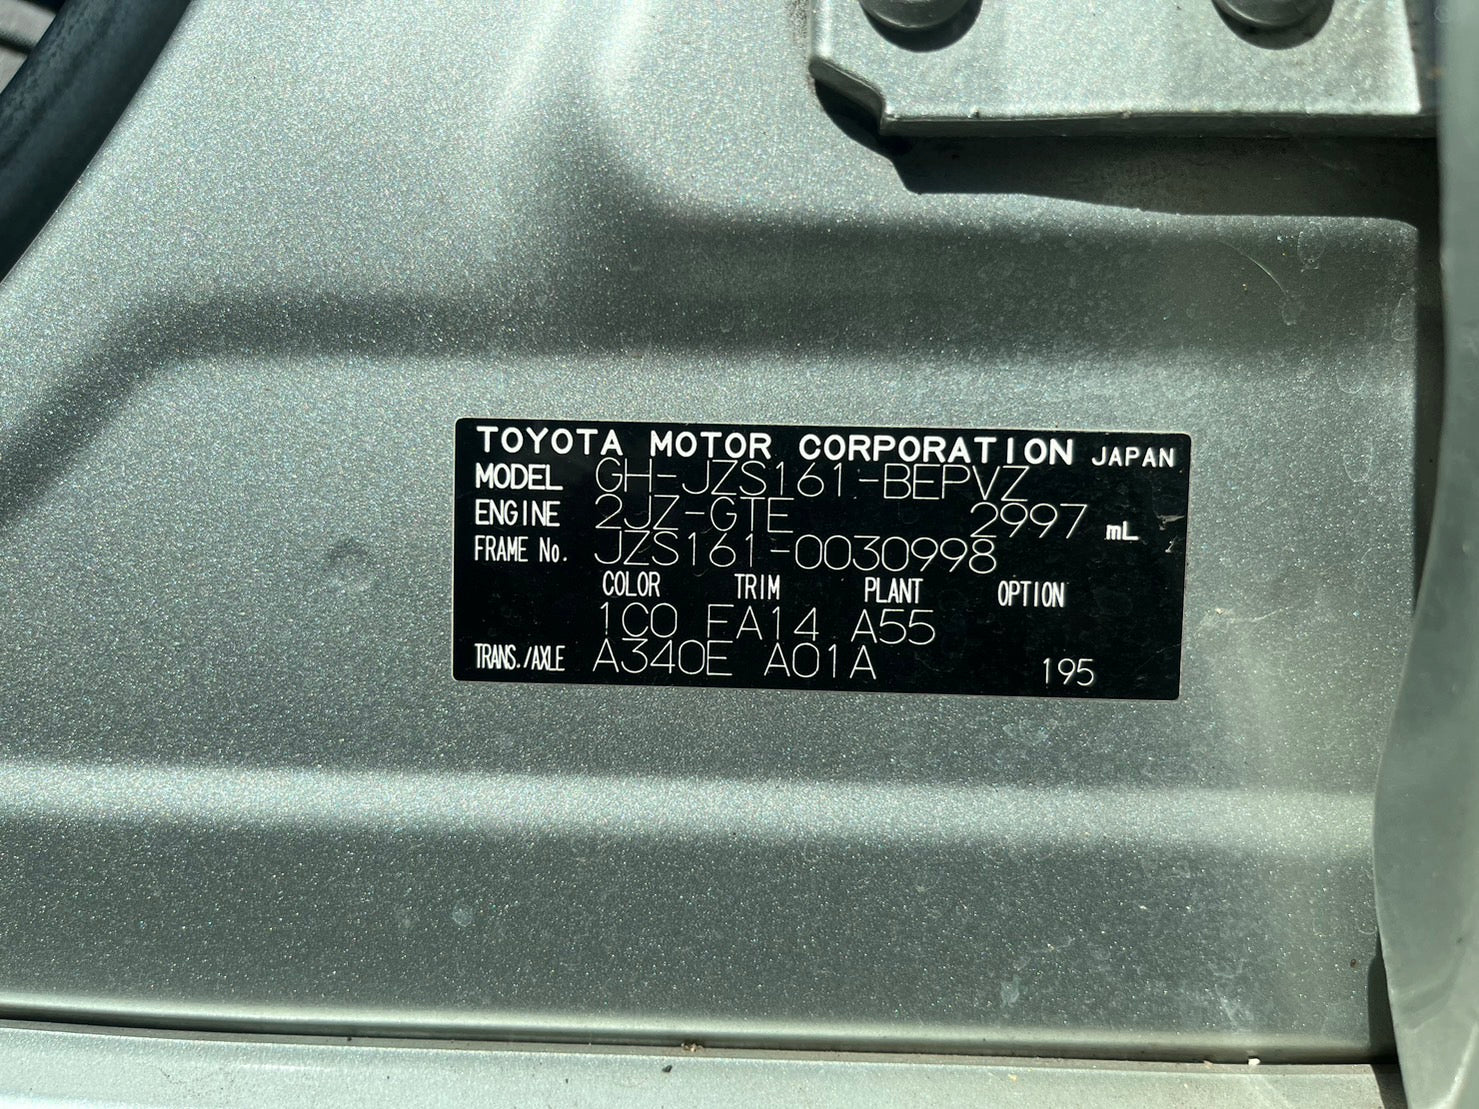 TOYOTA MOTOR CORPORATION JAPAN
MODEL GH-JZS161-BEPVZ
ENGINE 2JZ-GTE 2997 mL
FRAME No. JZS161-0030998
COLOR TRIM PLANT OPTION
1C0 FA14 A55
TRANS./AXLE A340E A01A 195